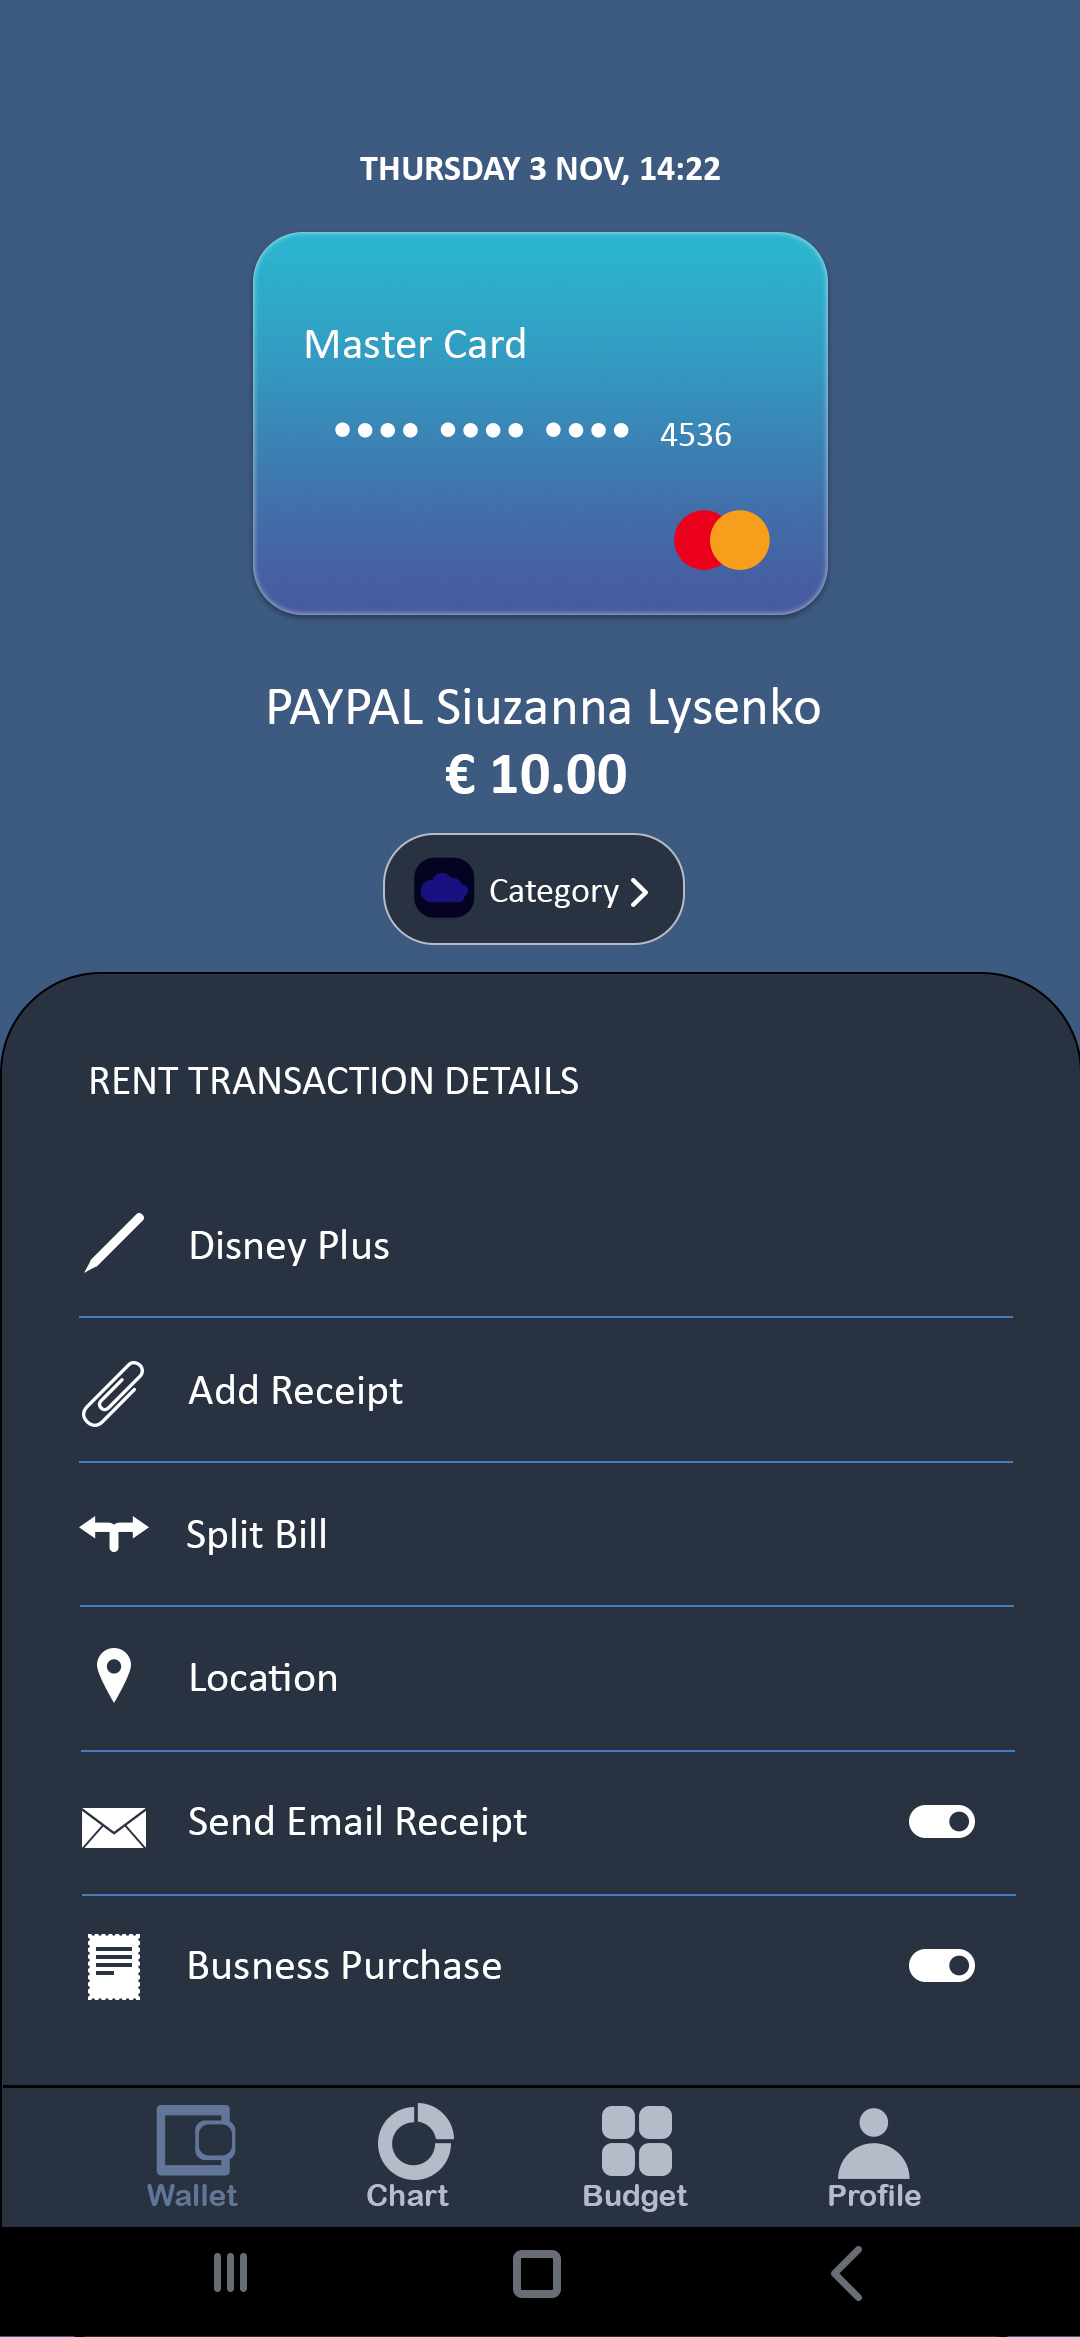 THURSDAY 3 NOV, 14:22
Master Card
•••• •••• •••• 4536
PAYPAL Siuzanna Lysenko
€ 10.00
Category
RENT TRANSACTION DETAILS
Disney Plus
Add Receipt
Split Bill
Location
Send Email Receipt
Busness Purchase
Wallet Chart Budget Profile